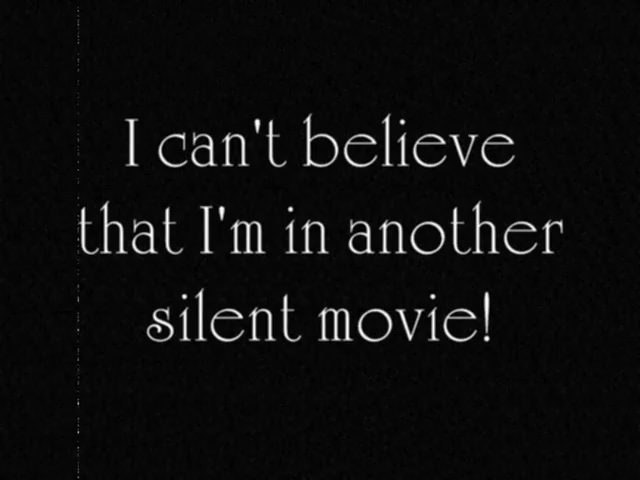 I can't believe
that I'm in another
silent movie!